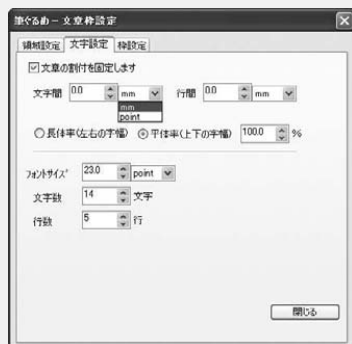 筆ぐるめ - 文章枠設定
領域設定 文字設定 枠設定
文章の割付を固定します
文字間 0.0 mm 行間 0.0 mm
mm
point
長体率(左右の字幅) 平体率(上下の字幅) 100.0 %
フォントサイズ 23.0 point
文字数 14 文字
行数 5 行
閉じる